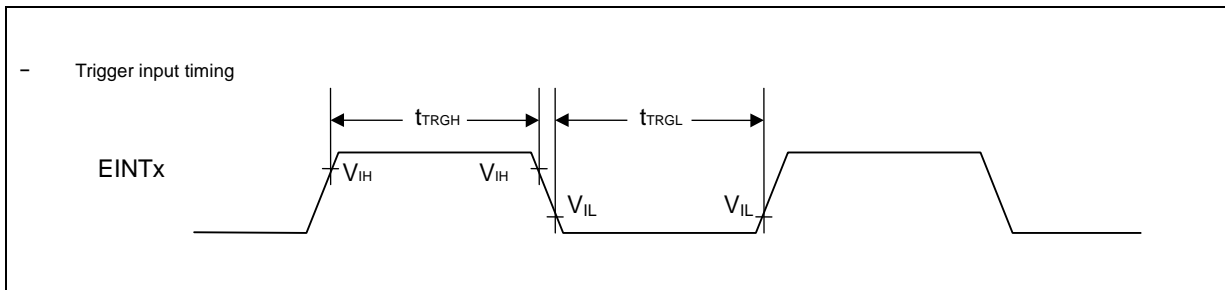 – Trigger input timing
tTRGH tTRGL
EINTx
VIH VIH
VIL VIL